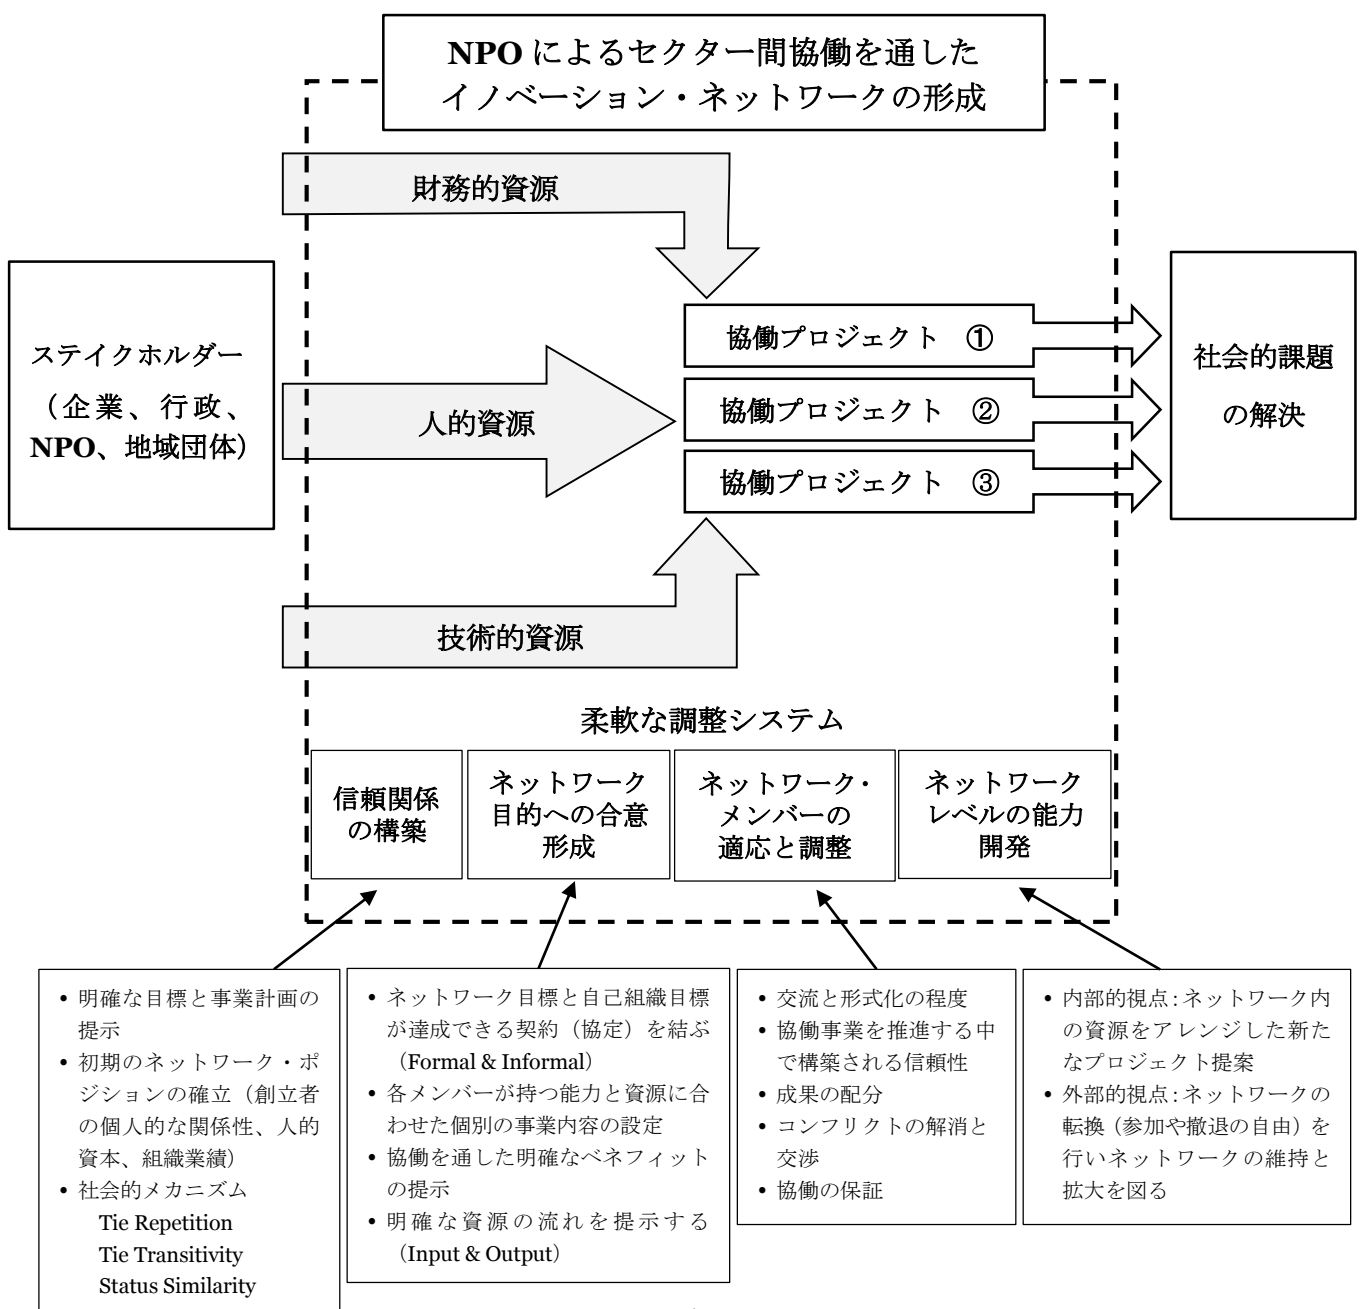 NPO によるセクター間協働を通した
イノベーション・ネットワークの形成
財務的資源
ステイクホルダー
（企業、行政、
NPO、地域団体）
人的資源
協働プロジェクト ①
協働プロジェクト ②
協働プロジェクト ③
社会的課題
の解決
技術的資源
柔軟な調整システム
信頼関係
の構築
ネットワーク
目的への合意
形成
ネットワーク・
メンバーの
適応と調整
ネットワーク
レベルの能力
開発
• 明確な目標と事業計画の
提示
• 初期のネットワーク・ポ
ジションの確立（創立者
の個人的な関係性、人的
資本、組織業績）
• 社会的メカニズム
Tie Repetition
Tie Transitivity
Status Similarity
• ネットワーク目標と自己組織目標
が達成できる契約（協定）を結ぶ
（Formal & Informal）
• 各メンバーが持つ能力と資源に合
わせた個別の事業内容の設定
• 協働を通した明確なベネフィット
の提示
• 明確な資源の流れを提示する
（Input & Output）
• 交流と形式化の程度
• 協働事業を推進する中
で構築される信頼性
• 成果の配分
• コンフリクトの解消と
交渉
• 協働の保証
• 内部的視点：ネットワーク内
の資源をアレンジした新た
なプロジェクト提案
• 外部的視点：ネットワークの
転換（参加や撤退の自由）を
行いネットワークの維持と
拡大を図る